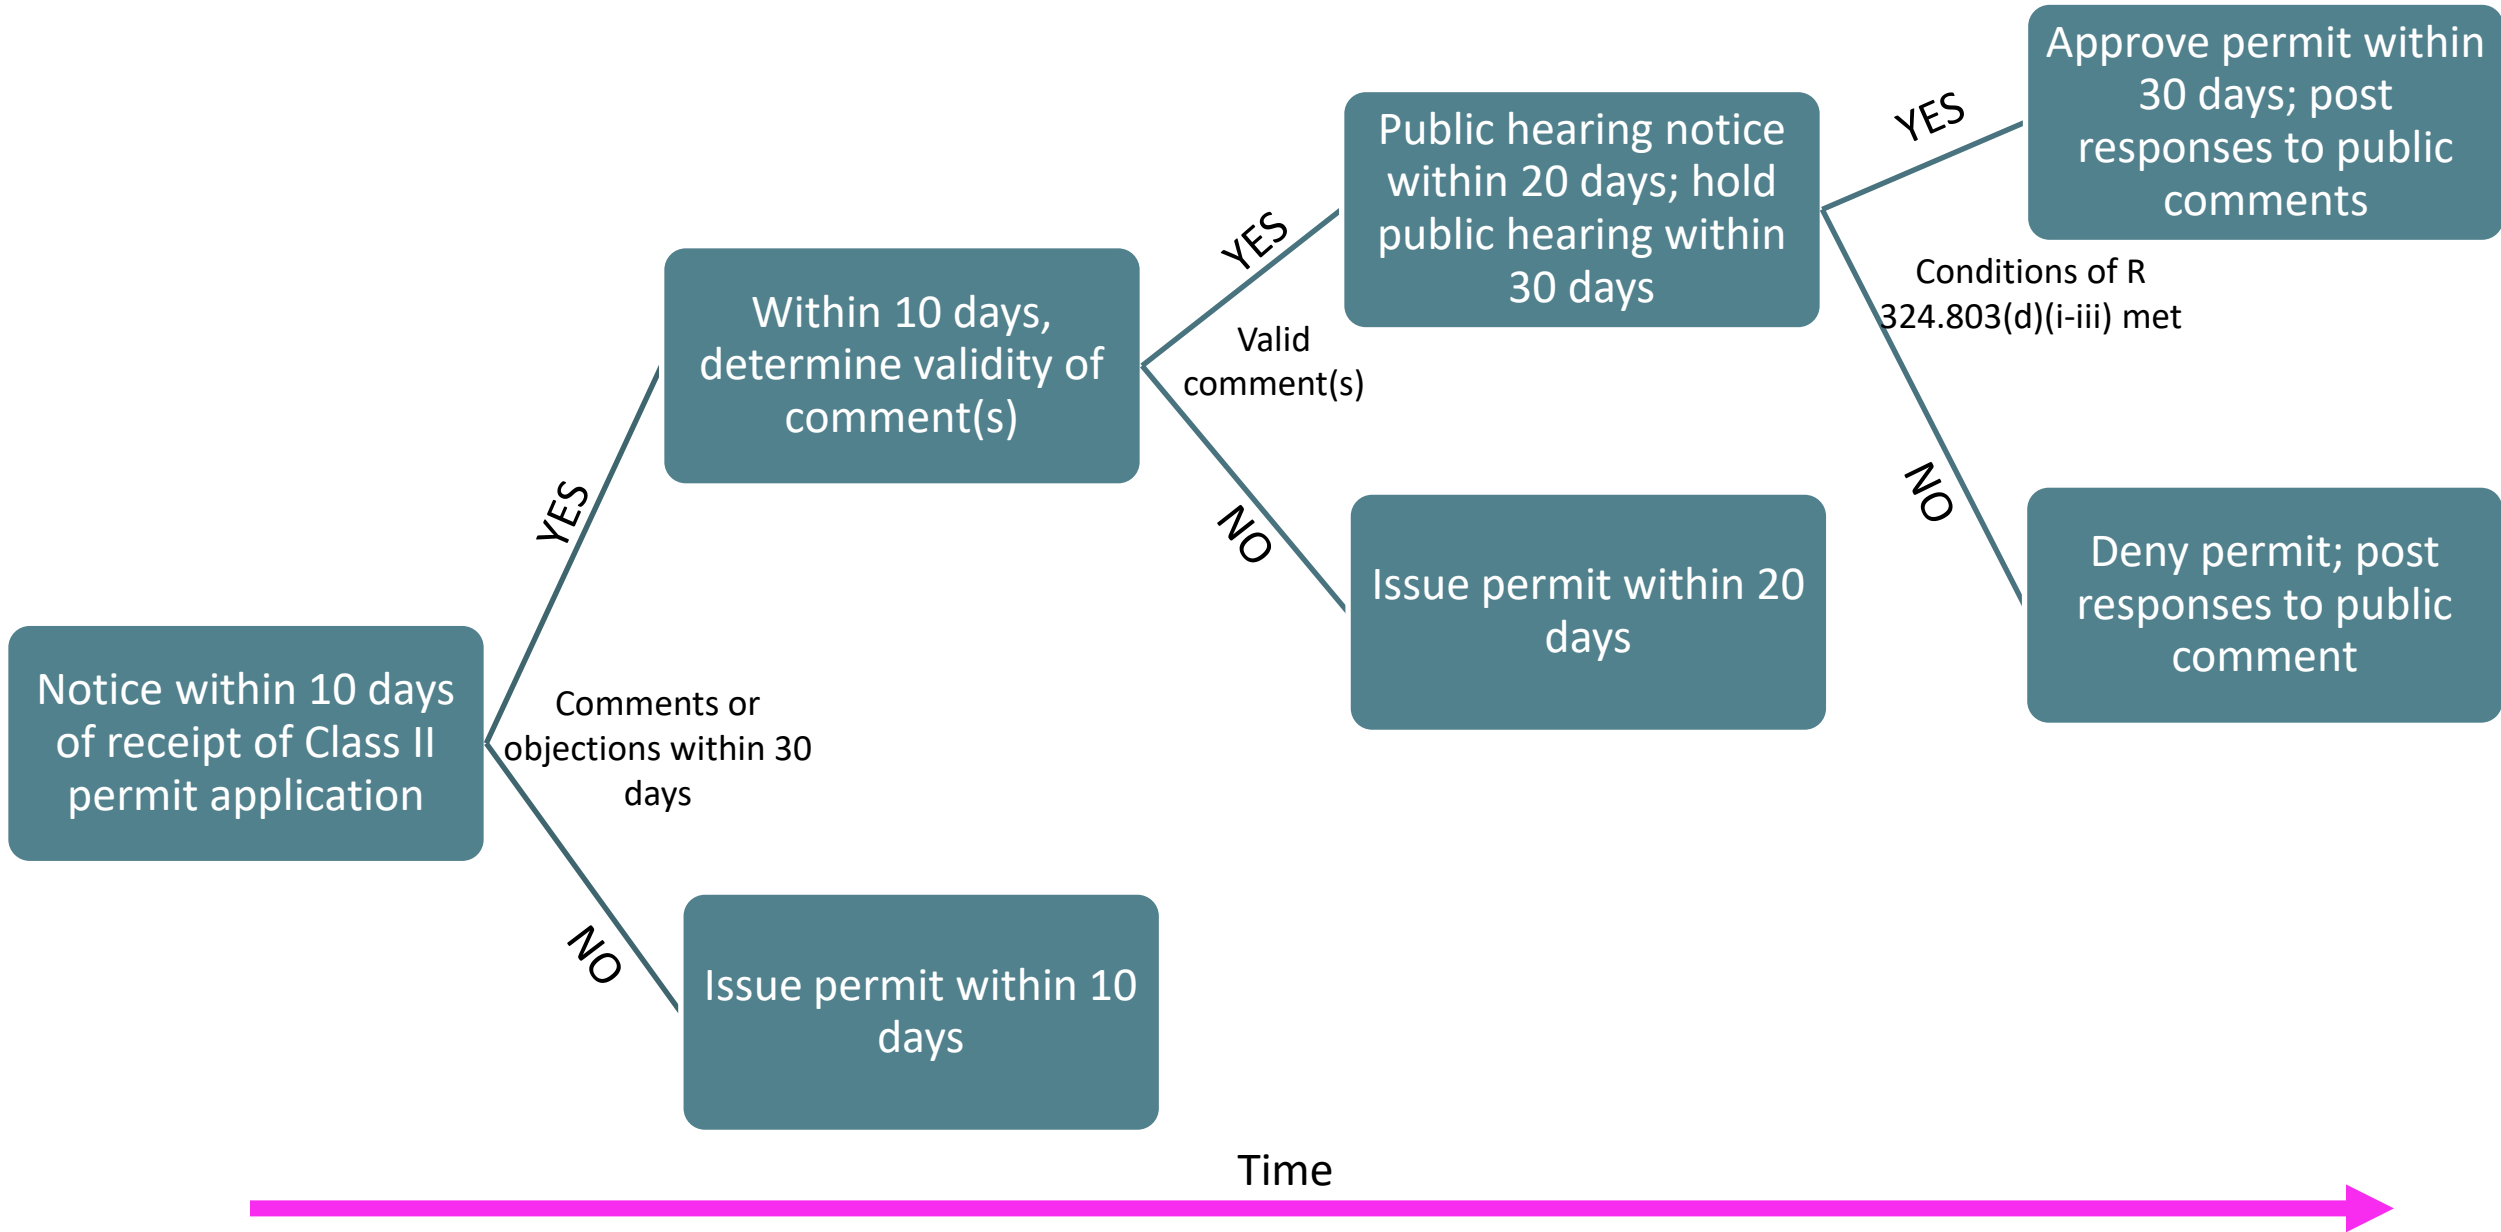 Notice within 10 days
of receipt of Class II
permit application
YES
Comments or
objections within 30
days
NO
Within 10 days,
determine validity of
comment(s)
Issue permit within 10
days
YES
Valid
comment(s)
NO
Public hearing notice
within 20 days; hold
public hearing within
30 days
Issue permit within 20
days
YES
Conditions of R
324.803(d)(i-iii) met
NO
Approve permit within
30 days; post
responses to public
comments
Deny permit; post
responses to public
comment
Time